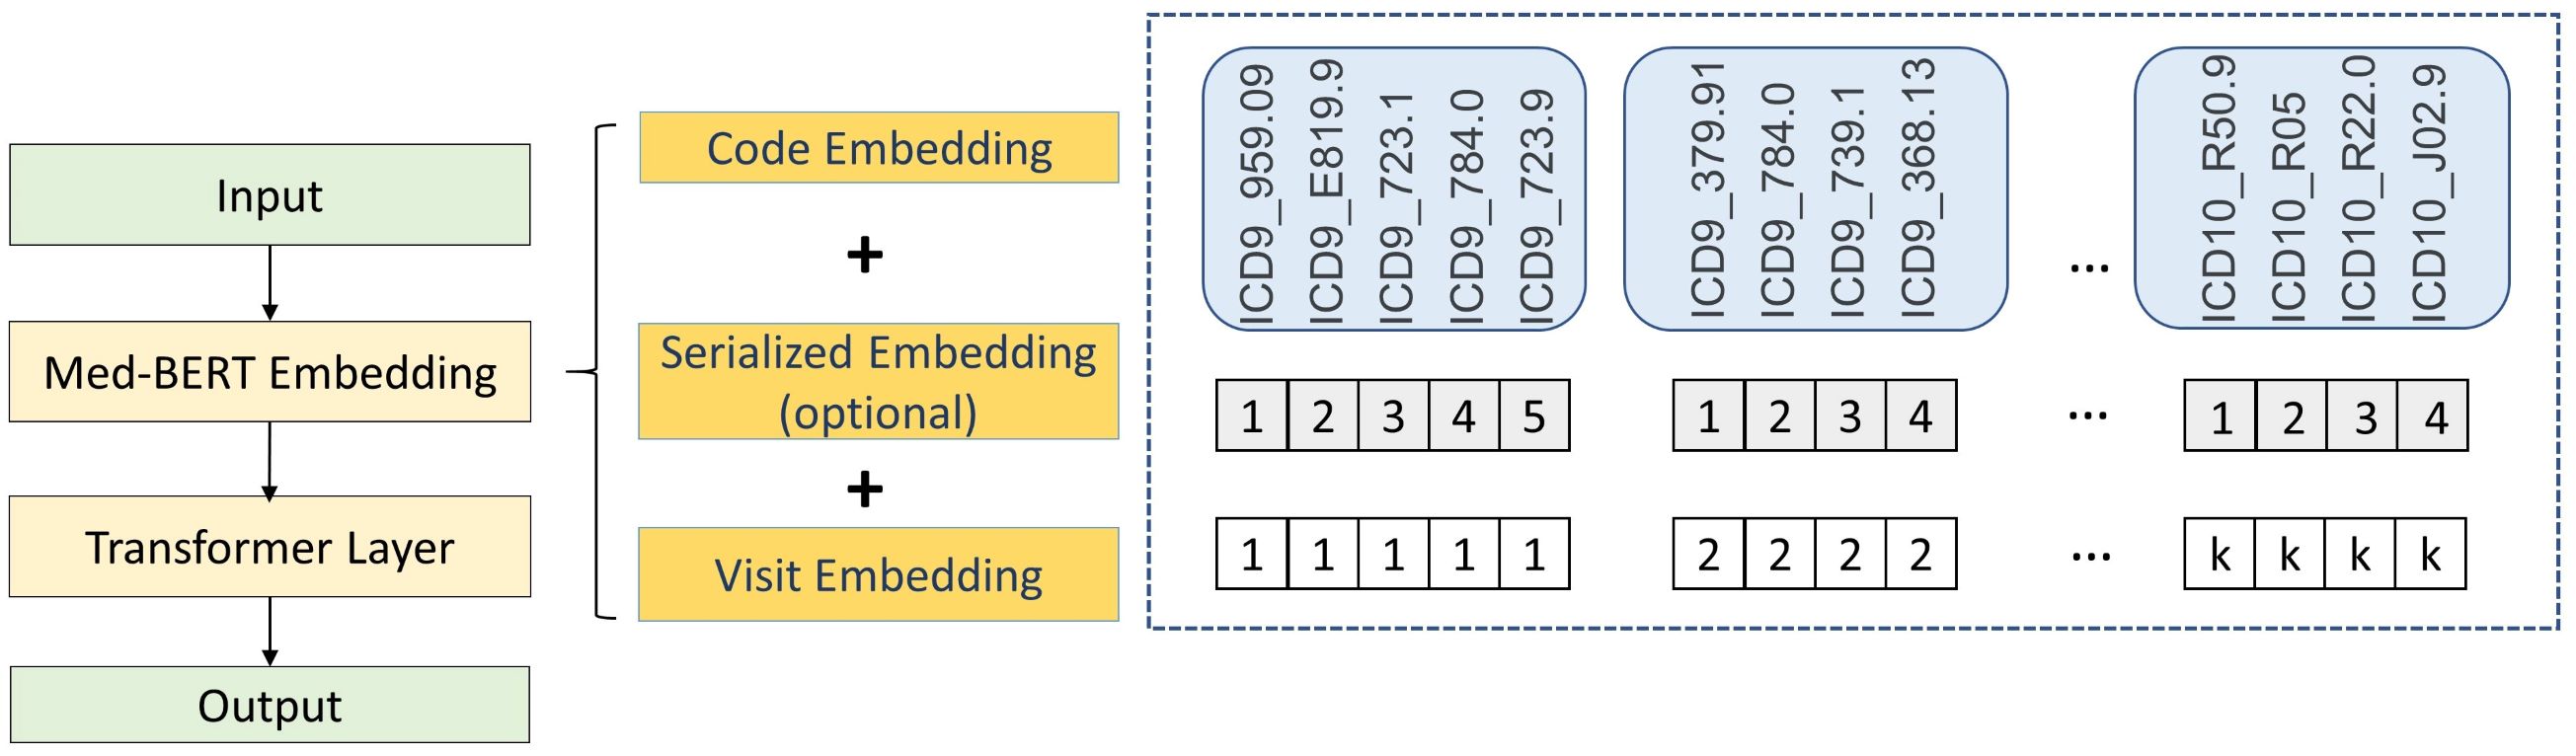 Input
Med-BERT Embedding
Transformer Layer
Output
Code Embedding
+
Serialized Embedding
(optional)
+
Visit Embedding
ICD9_959.09
ICD9_E819.9
ICD9_723.1
ICD9_784.0
ICD9_723.9
ICD9_379.91
ICD9_784.0
ICD9_739.1
ICD9_368.13
...
ICD10_R50.9
ICD10_R05
ICD10_R22.0
ICD10_J02.9
1 2 3 4 5 1 2 3 4 ... 1 2 3 4
1 1 1 1 1 2 2 2 2 ... k k k k